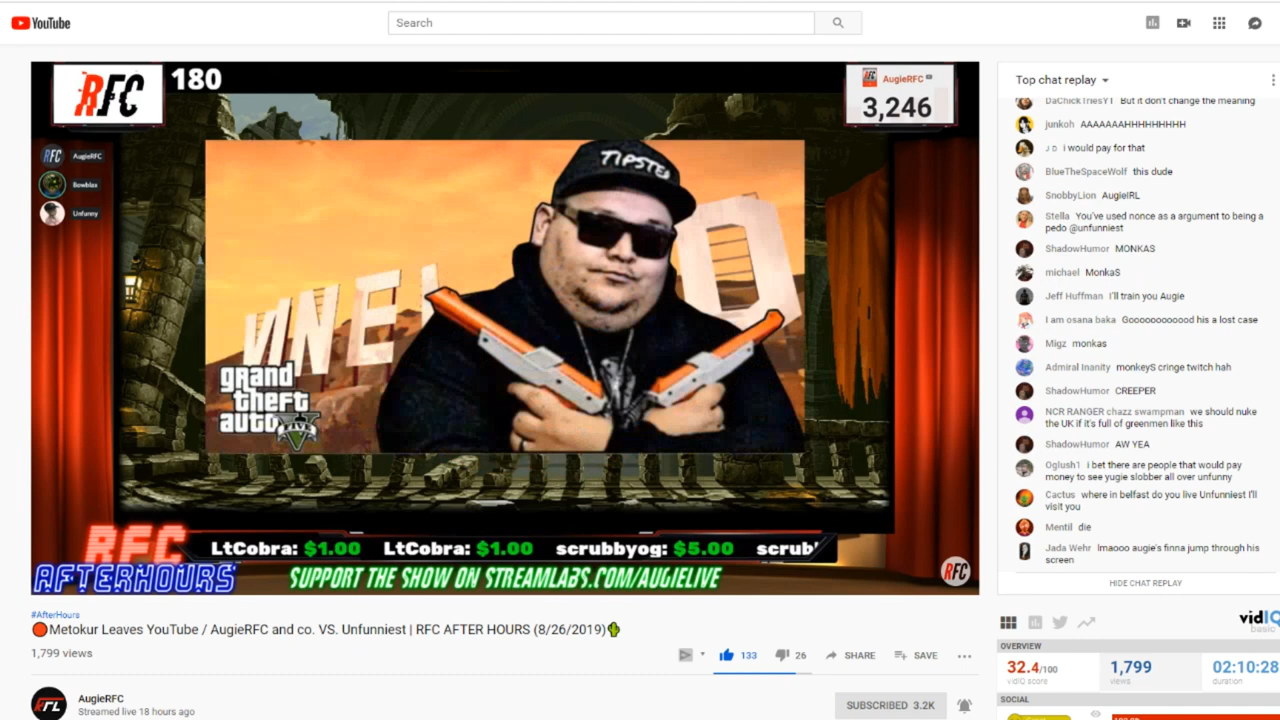 YouTube
Search
RFC
180
AugieRFC
3,246
AugieRFC
Bowblax
Unfunny
TIPSTE
grand
theft
auto
V
FIVE
RFC
AFTERHOURS
LtCobra: $1.00 LtCobra: $1.00 scrubbyog: $5.00 scrub
SUPPORT THE SHOW ON STREAMLABS.COM/AUGIELIVE
RFC
Top chat replay
DaChickTriesYT But it don't change the meaning
junkoh AAAAAAAHHHHHHHHH
J D i would pay for that
BlueTheSpaceWolf this dude
SnobbyLion AugieIRL
Stella You've used nonce as a argument to being a
pedo @unfunniest
ShadowHumor MONKAS
michael MonkaS
Jeff Huffman I'll train you Augie
I am osana baka Gooooooooooood his a lost case
Migz monkas
Admiral Inanity monkeyS cringe twitch hah
ShadowHumor CREEPER
NCR RANGER chazz swampman we should nuke
the UK if it's full of greenmen like this
ShadowHumor AW YEA
Oglush1 i bet there are people that would pay
money to see yugie slobber all over unfunny
Cactus where in belfast do you live Unfunniest I'll
visit you
Mentil die
Jada Wehr lmaooo augie's finna jump through his
screen
HIDE CHAT REPLAY
#AfterHours
Metokur Leaves YouTube / AugieRFC and co. VS. Unfunniest | RFC AFTER HOURS (8/26/2019)
1,799 views
133
26
SHARE
SAVE
AugieRFC
Streamed live 18 hours ago
SUBSCRIBED 3.2K
vidIQ
basic
OVERVIEW
32.4/100
vidIQ score
1,799
views
02:10:28
duration
SOCIAL